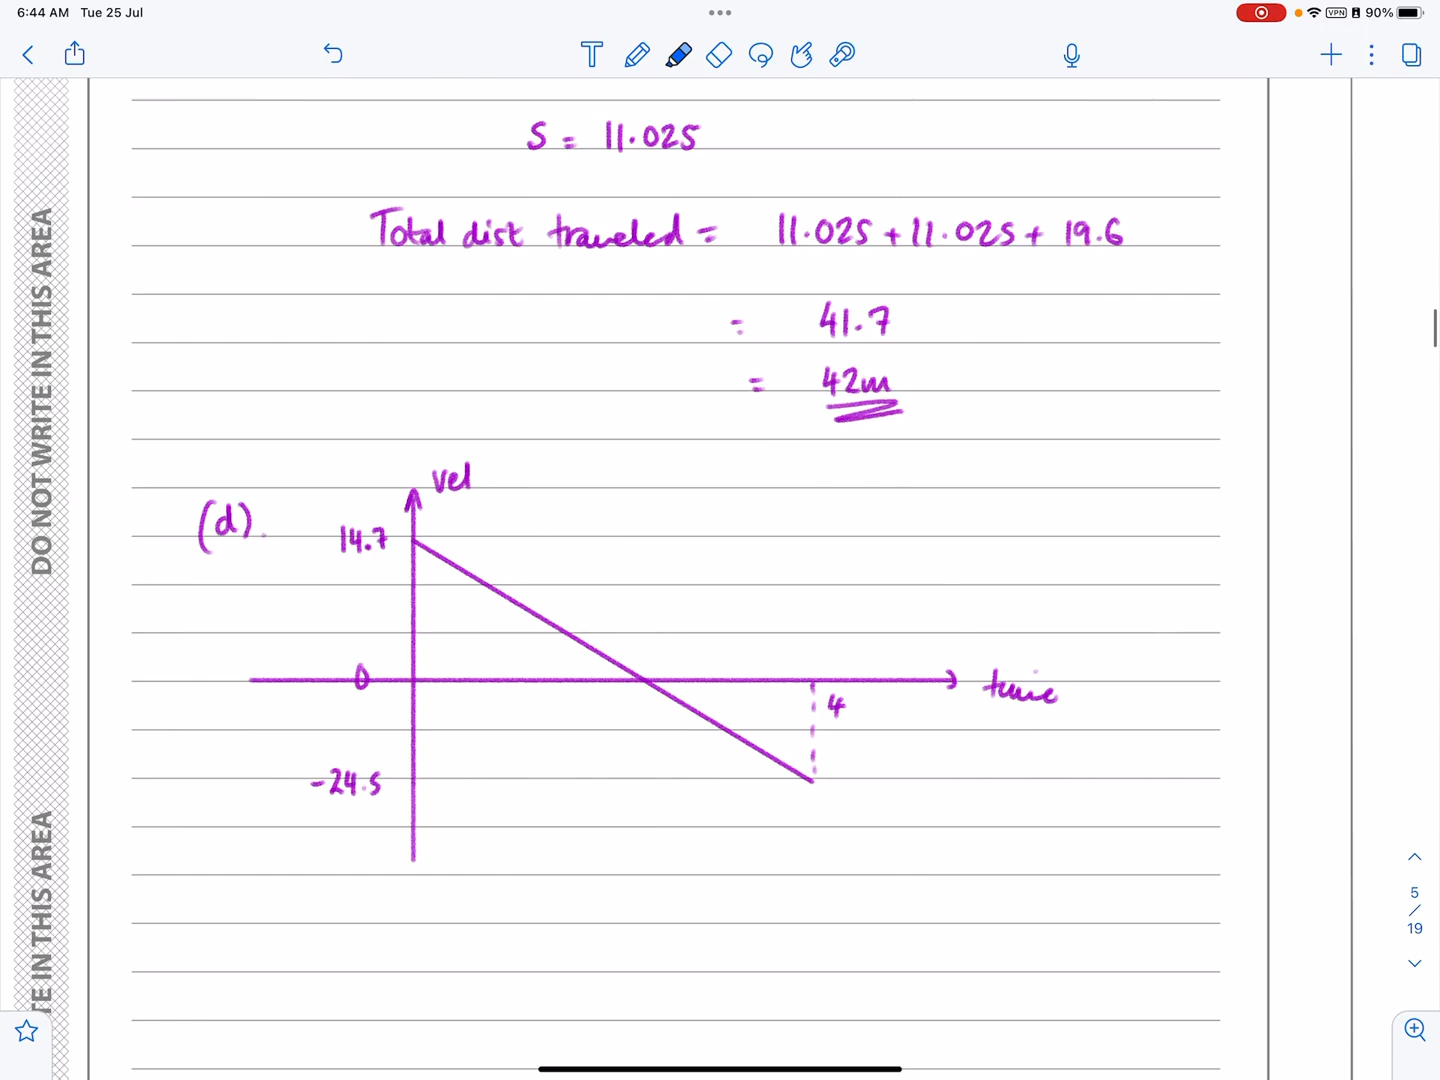 6:44 AM Tue 25 Jul
VPN 90%
T
S = 11.025
Total dist traveled = 11.025 + 11.025 + 19.6
= 41.7
= 42m
vel
(d).
14.7
0
time
4
-24.5
DO NOT WRITE IN THIS AREA
TE IN THIS AREA
5
/
19